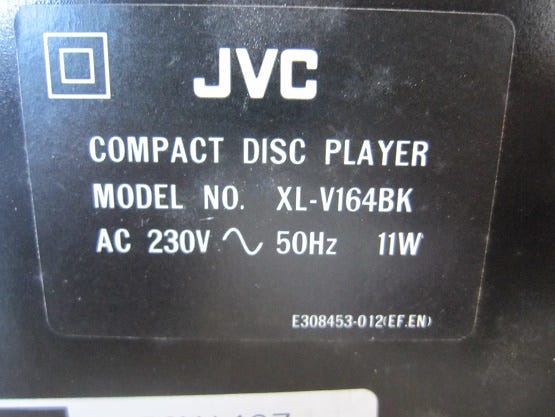 JVC
COMPACT DISC PLAYER
MODEL NO. XL-V164BK
AC 230V ∿ 50Hz 11W
E308453-012(EF.EN)